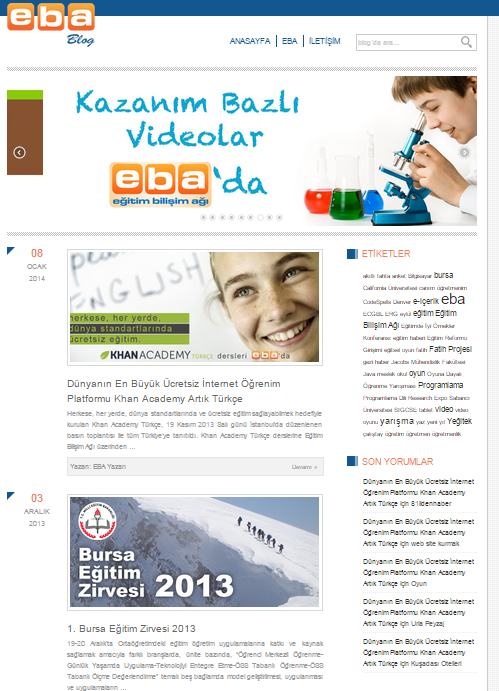 eba
Blog
ANASAYFA
EBA
İLETİŞİM
blog 'da ara...
Kazanım Bazlı
Videolar
eba 'da
eğitim bilişim ağı
08
OCAK
2014
ENGLISH
herkese, her yerde,
dünya standartlarında
ücretsiz eğitim.
KHANACADEMY TÜRKÇE dersleri eba'da
Dünyanın En Büyük Ücretsiz İnternet Öğrenim
Platformu Khan Academy Artık Türkçe
Herkese, her yerde, dünya standartlarında ve ücretsiz eğitim sağlayabilmek hedefiyle
kurulan Khan Academy Türkçe, 19 Kasım 2013 Salı günü İstanbul'da düzenlenen
basın toplantısı ile tüm Türkiye'ye tanıtıldı. Khan Academy Türkçe derslerine Eğitim
Bilişim Ağı üzerinden ...
Yazan: EBA Yazarı
Devamı »
03
ARALIK
2013
Bursa
Eğitim
Zirvesi 2013
1. Bursa Eğitim Zirvesi 2013
19-20 Aralık'ta Ortaöğretimdeki eğitim öğretim uygulamalarına katkı ve kaynak
sağlamak amacıyla farklı branşlarda, ünite bazında, "Öğrenci Merkezli Öğrenme-
Günlük Yaşamda Uygulama-Teknolojiyi Entegre Etme-ÖSS Tabanlı Öğrenme-ÖSS
Tabanlı Ölçme Değerlendirme" temalı beş bağlamda model geliştirilmesi, uygulanması
ve uygulamaların ...
ETİKETLER
akıllı tahta anket Bilgisayar bursa
California Üniversitesi canım öğretmenim
CodeSpells Denver e-içerik eba
ECGBL ERG eylül eğitim Eğitim
Bilişim Ağı Eğitimde İyi Örnekler
Konferansı eğitim haberi Eğitim Reformu
Girişimi eğitsel oyun fatih Fatih Projesi
gezi haber Jacobs Mühendislik Fakültesi
Java meslek okul oyun Oyuna Dayalı
Öğrenme Yarışması Programlama
Programlama Dili Research Expo Sabancı
Üniversitesi SIGCSE tablet video video
oyunu yarışma yaz yeni yıl Yeğitek
çalıştay öğretim öğretmen öğretmenlik
SON YORUMLAR
Dünyanın En Büyük Ücretsiz İnternet
Öğrenim Platformu Khan Academy
Artık Türkçe için 81ildenhaber
Dünyanın En Büyük Ücretsiz İnternet
Öğrenim Platformu Khan Academy
Artık Türkçe için web site kurmak
Dünyanın En Büyük Ücretsiz İnternet
Öğrenim Platformu Khan Academy
Artık Türkçe için Oyun
Dünyanın En Büyük Ücretsiz İnternet
Öğrenim Platformu Khan Academy
Artık Türkçe için Urla Peyzaj
Dünyanın En Büyük Ücretsiz İnternet
Öğrenim Platformu Khan Academy
Artık Türkçe için Kuşadası Otelleri